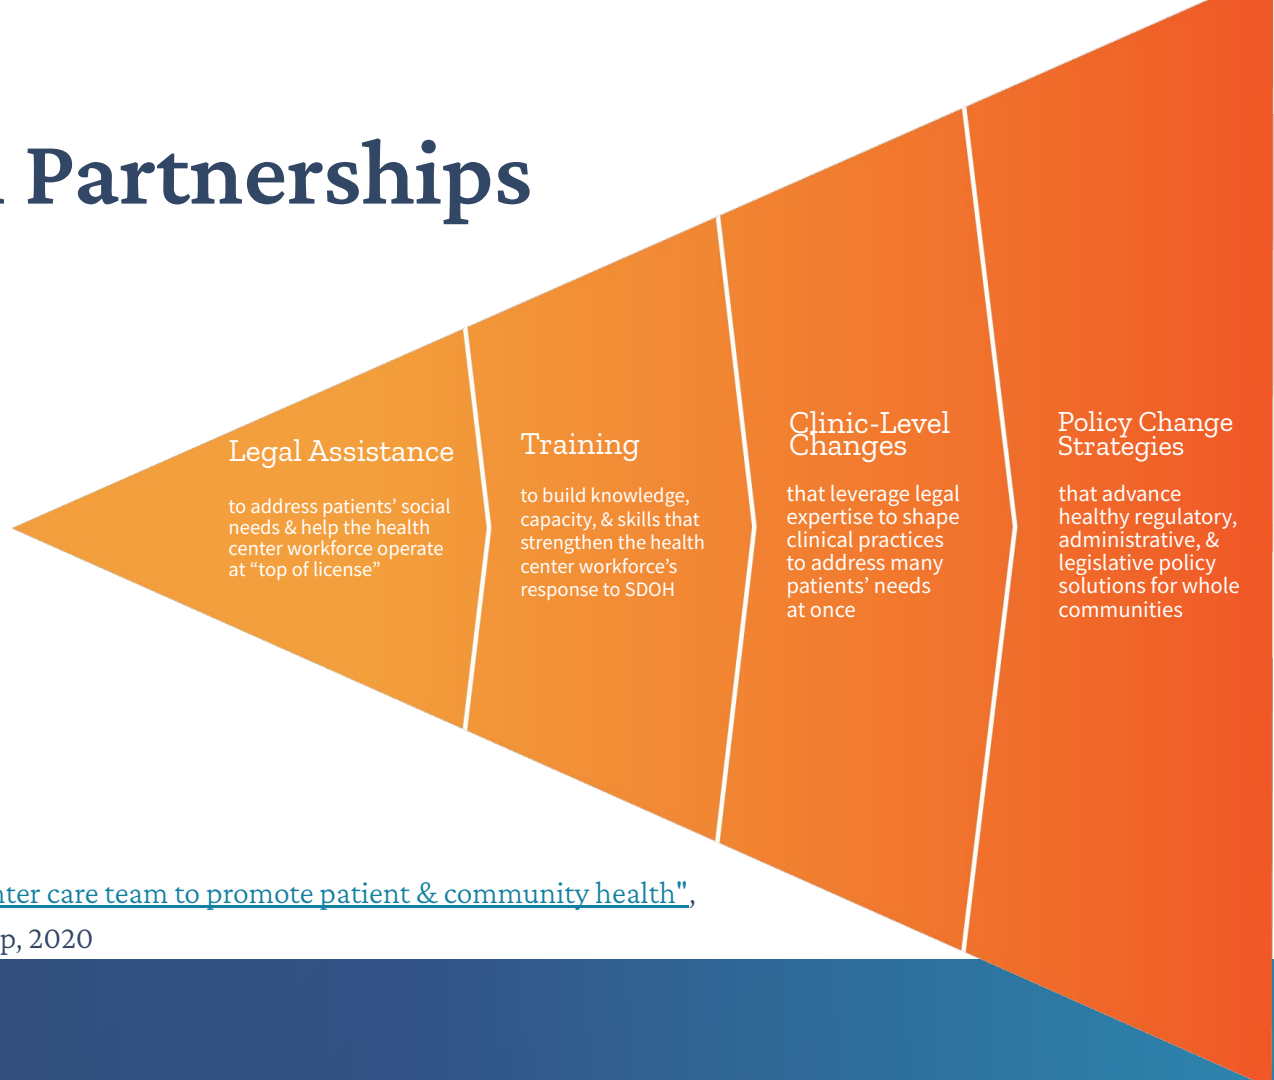 Partnerships
Legal Assistance
to address patients’ social
needs & help the health
center workforce operate
at “top of license”
Training
to build knowledge,
capacity, & skills that
strengthen the health
center workforce’s
response to SDOH
Clinic-Level
Changes
that leverage legal
expertise to shape
clinical practices
to address many
patients’ needs
at once
Policy Change
Strategies
that advance
healthy regulatory,
administrative, &
legislative policy
solutions for whole
communities
care team to promote patient & community health",
2020